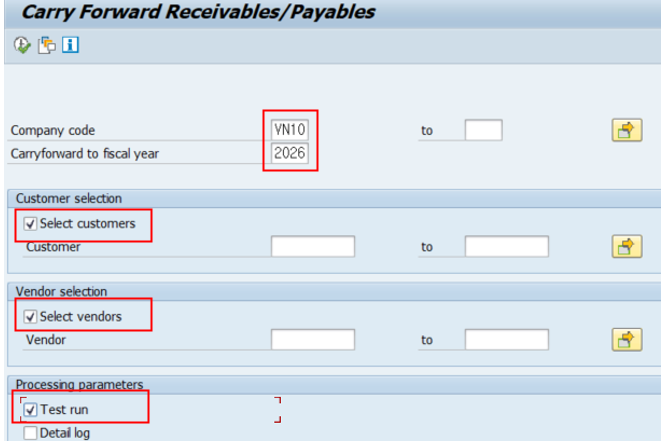 Carry Forward Receivables/Payables
Company code VN10 to
Carryforward to fiscal year 2026
Customer selection
Select customers
Customer to
Vendor selection
Select vendors
Vendor to
Processing parameters
Test run
Detail log